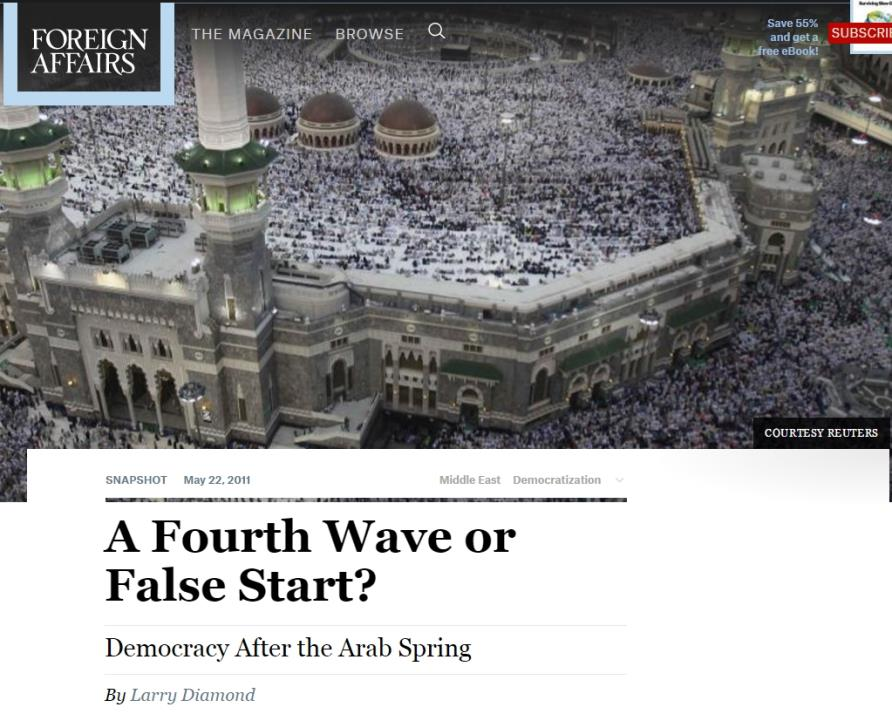 FOREIGN
AFFAIRS
THE MAGAZINE BROWSE
Save 55%
and get a
free eBook!
COURTESY REUTERS
SNAPSHOT May 22, 2011 Middle East Democratization
A Fourth Wave or
False Start?
Democracy After the Arab Spring
By Larry Diamond